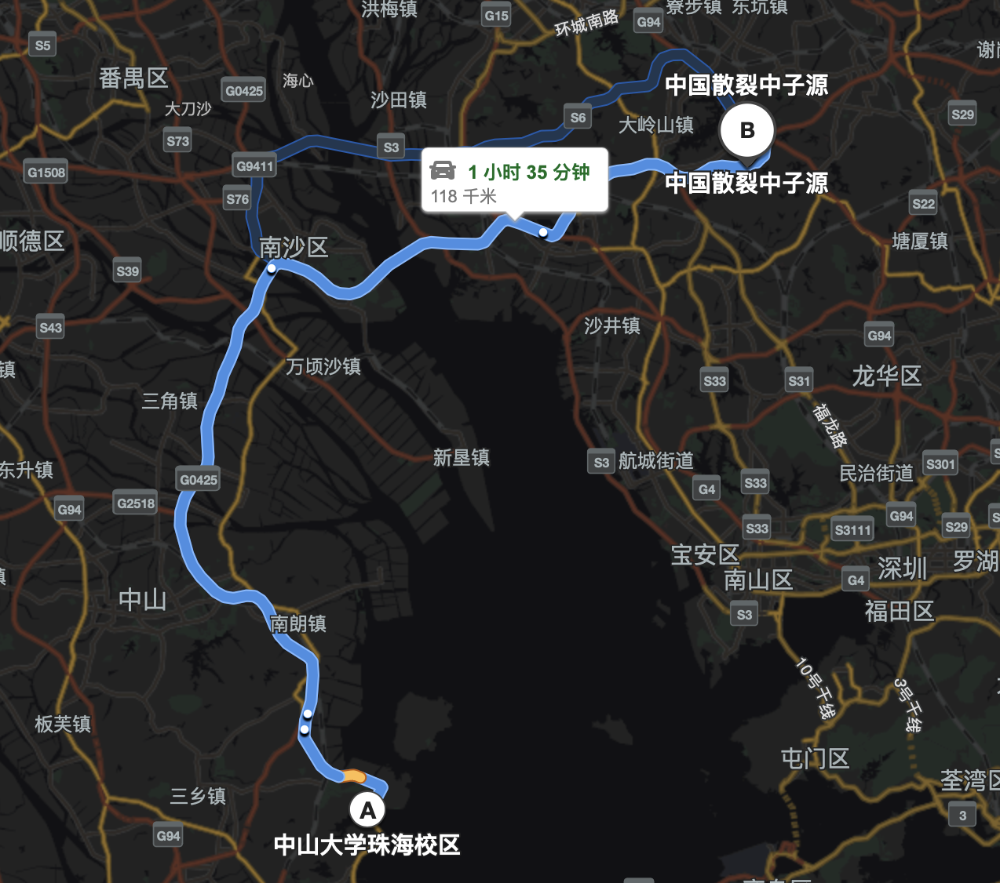 洪梅镇
G15
环城南路
G94
寮步镇
东坑镇
S5
番禺区
G0425
海心
大刀沙
沙田镇
S6
中国散裂中子源
大岭山镇
B
S29
S73
S3
G1508
G9411
S76
1 小时 35 分钟
118 千米
中国散裂中子源
S22
顺德区
南沙区
塘厦镇
S39
S43
沙井镇
G94
镇
万顷沙镇
S33
S31
龙华区
三角镇
福龙路
新垦镇
S3
航城街道
东升镇
G0425
G4
S33
民治街道
S301
G94
G2518
S33
S3111
G94
S29
宝安区
南山区
G4
深圳
罗湖
中山
S3
福田区
南朗镇
10号干线
3号干线
板芙镇
屯门区
荃湾区
三乡镇
A
3
G94
中山大学珠海校区